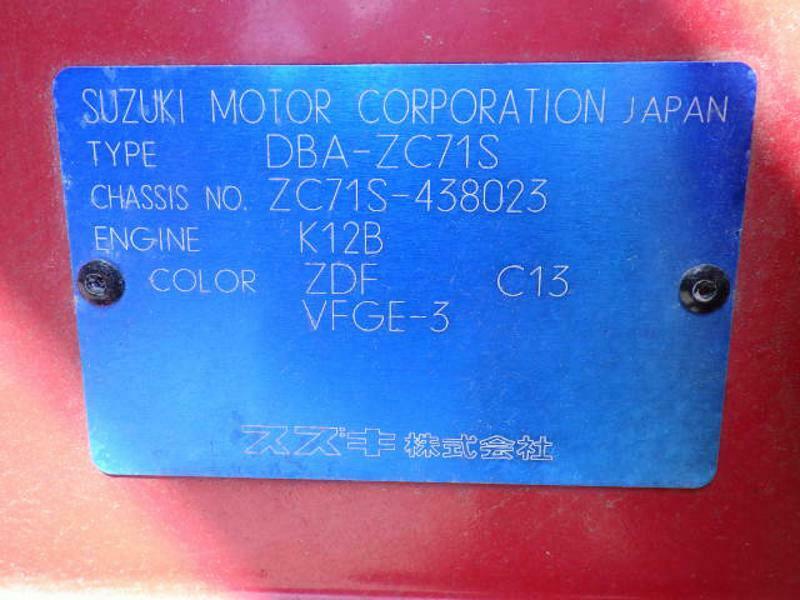 SUZUKI MOTOR CORPORATION JAPAN
TYPE DBA-ZC71S
CHASSIS NO. ZC71S-438023
ENGINE K12B
COLOR ZDF C13
VFGE-3
スズキ株式会社